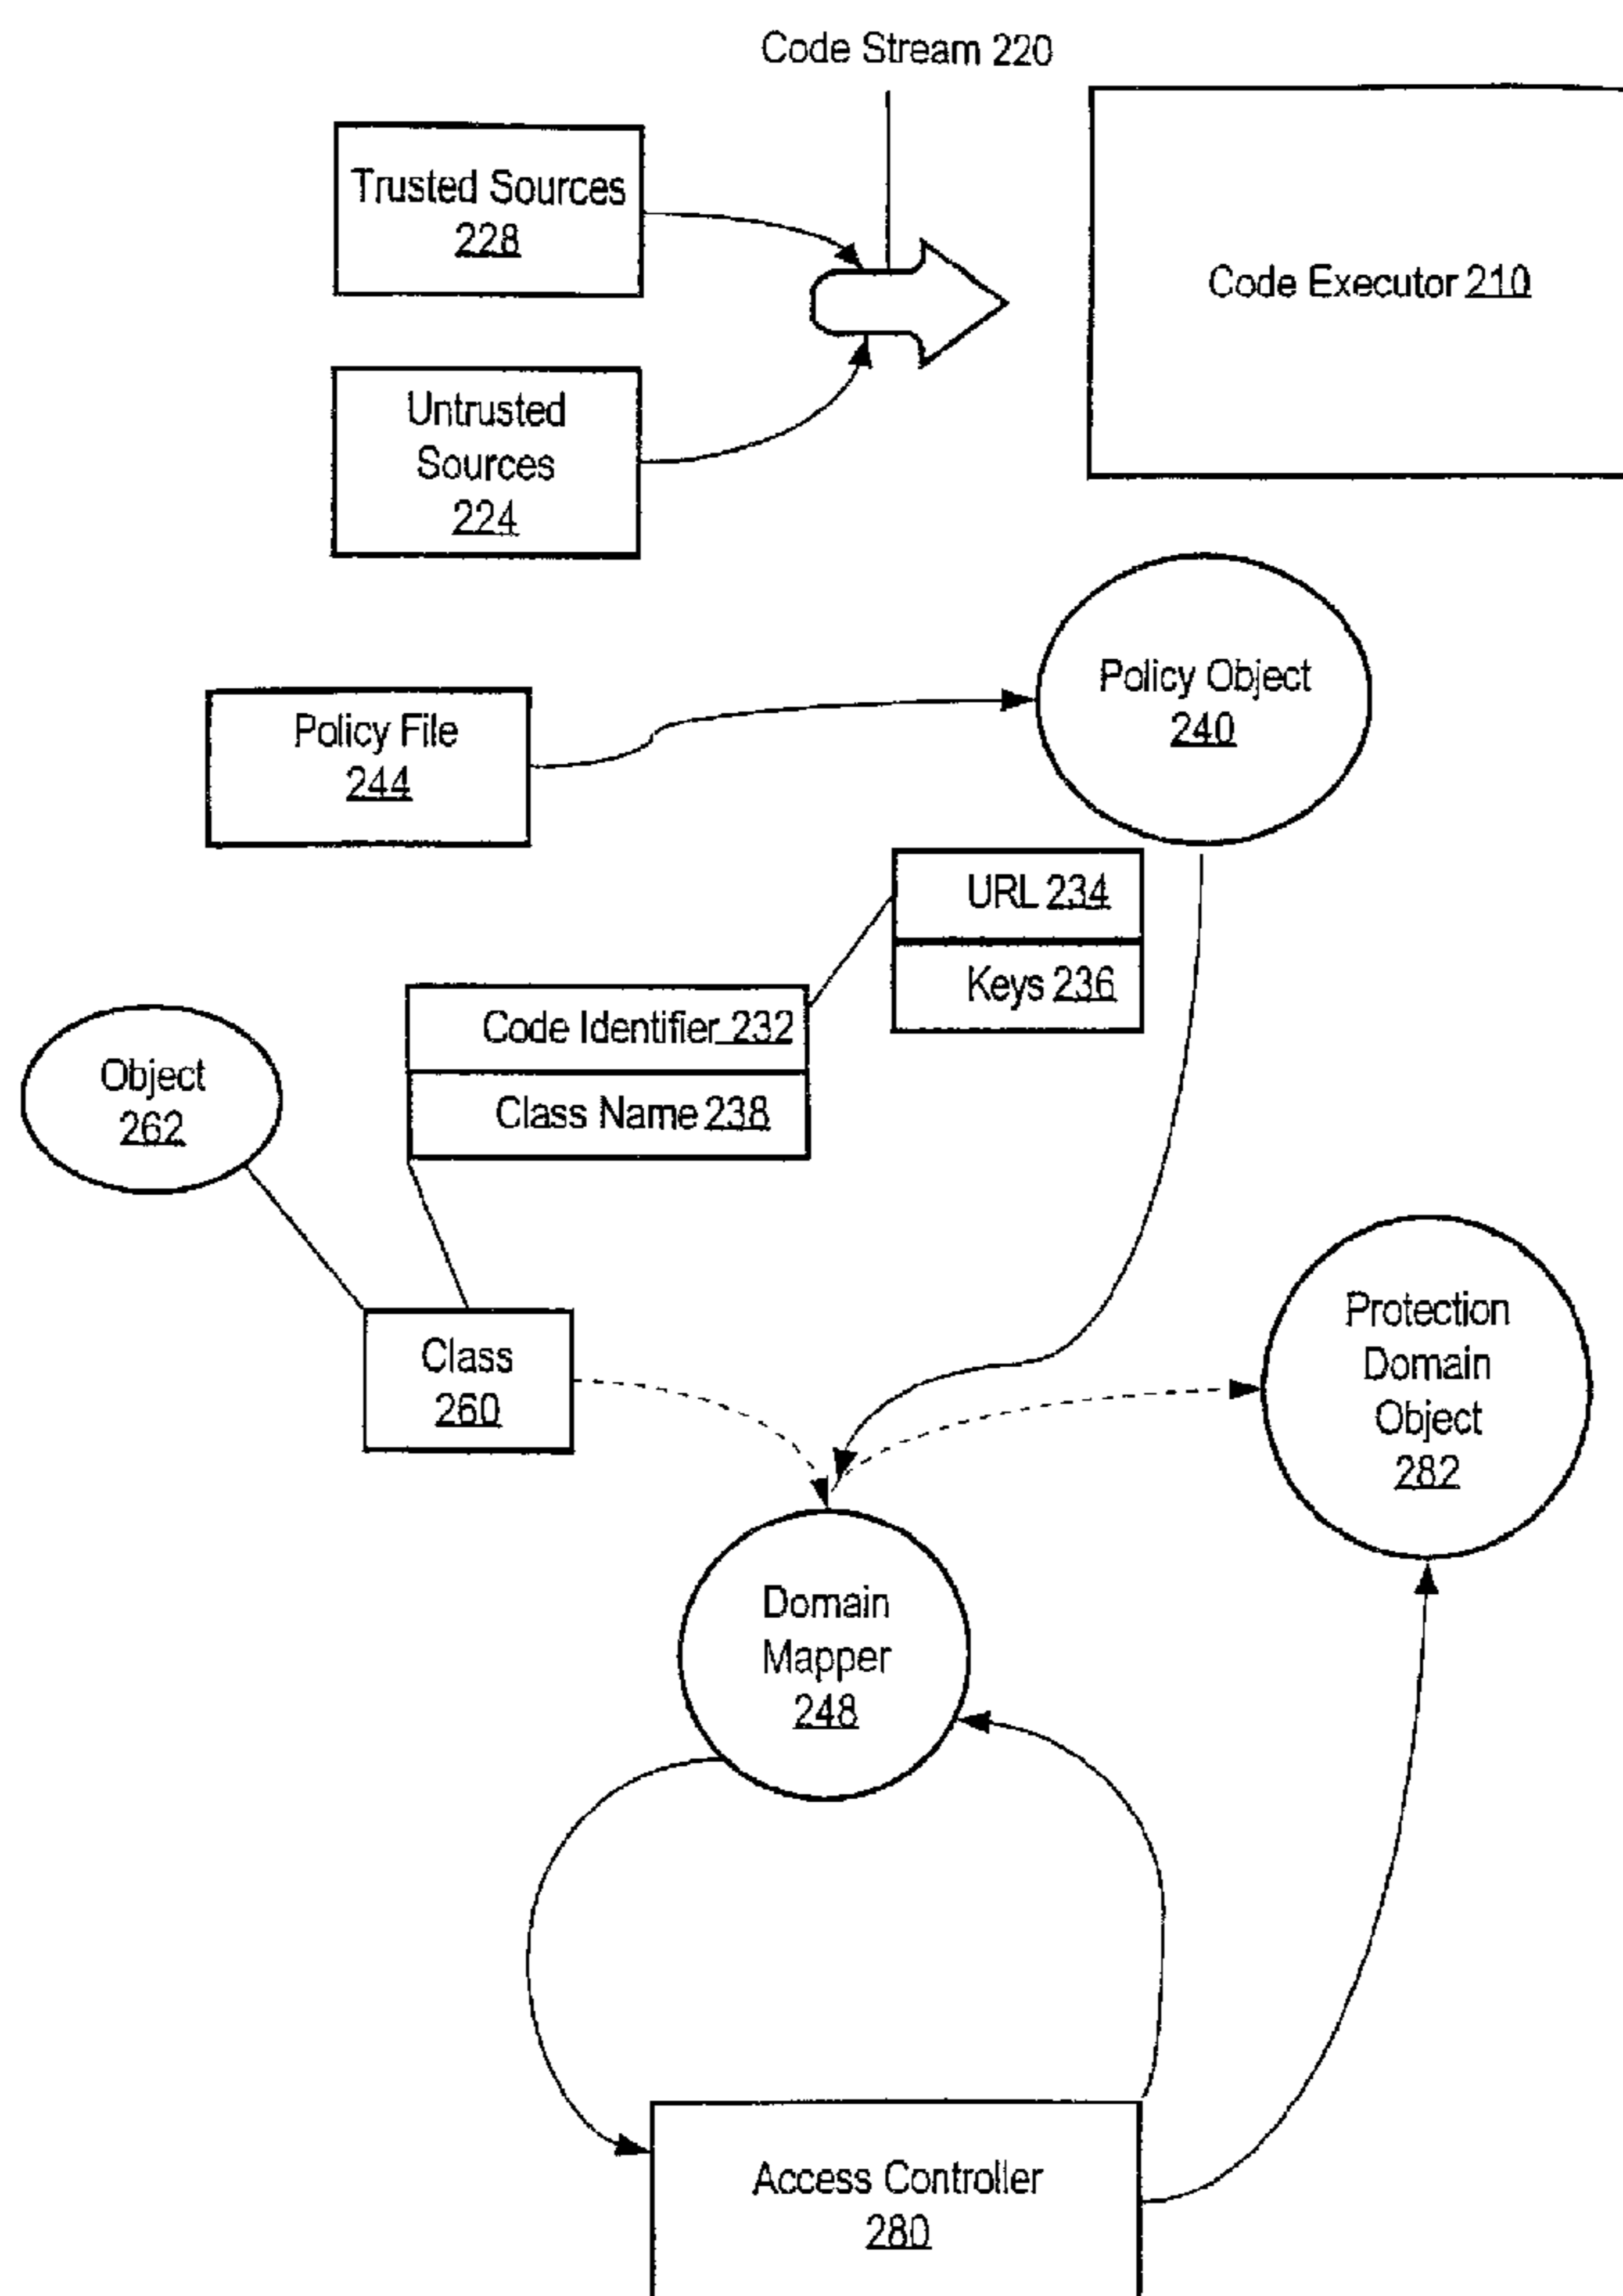 Code Stream 220
Trusted Sources
228
Code Executor 210
Untrusted
Sources
224
Policy Object
240
Policy File
244
URL 234
Keys 236
Code Identifier 232
Class Name 238
Object
262
Protection
Domain
Object
282
Class
260
Domain
Mapper
248
Access Controller
280